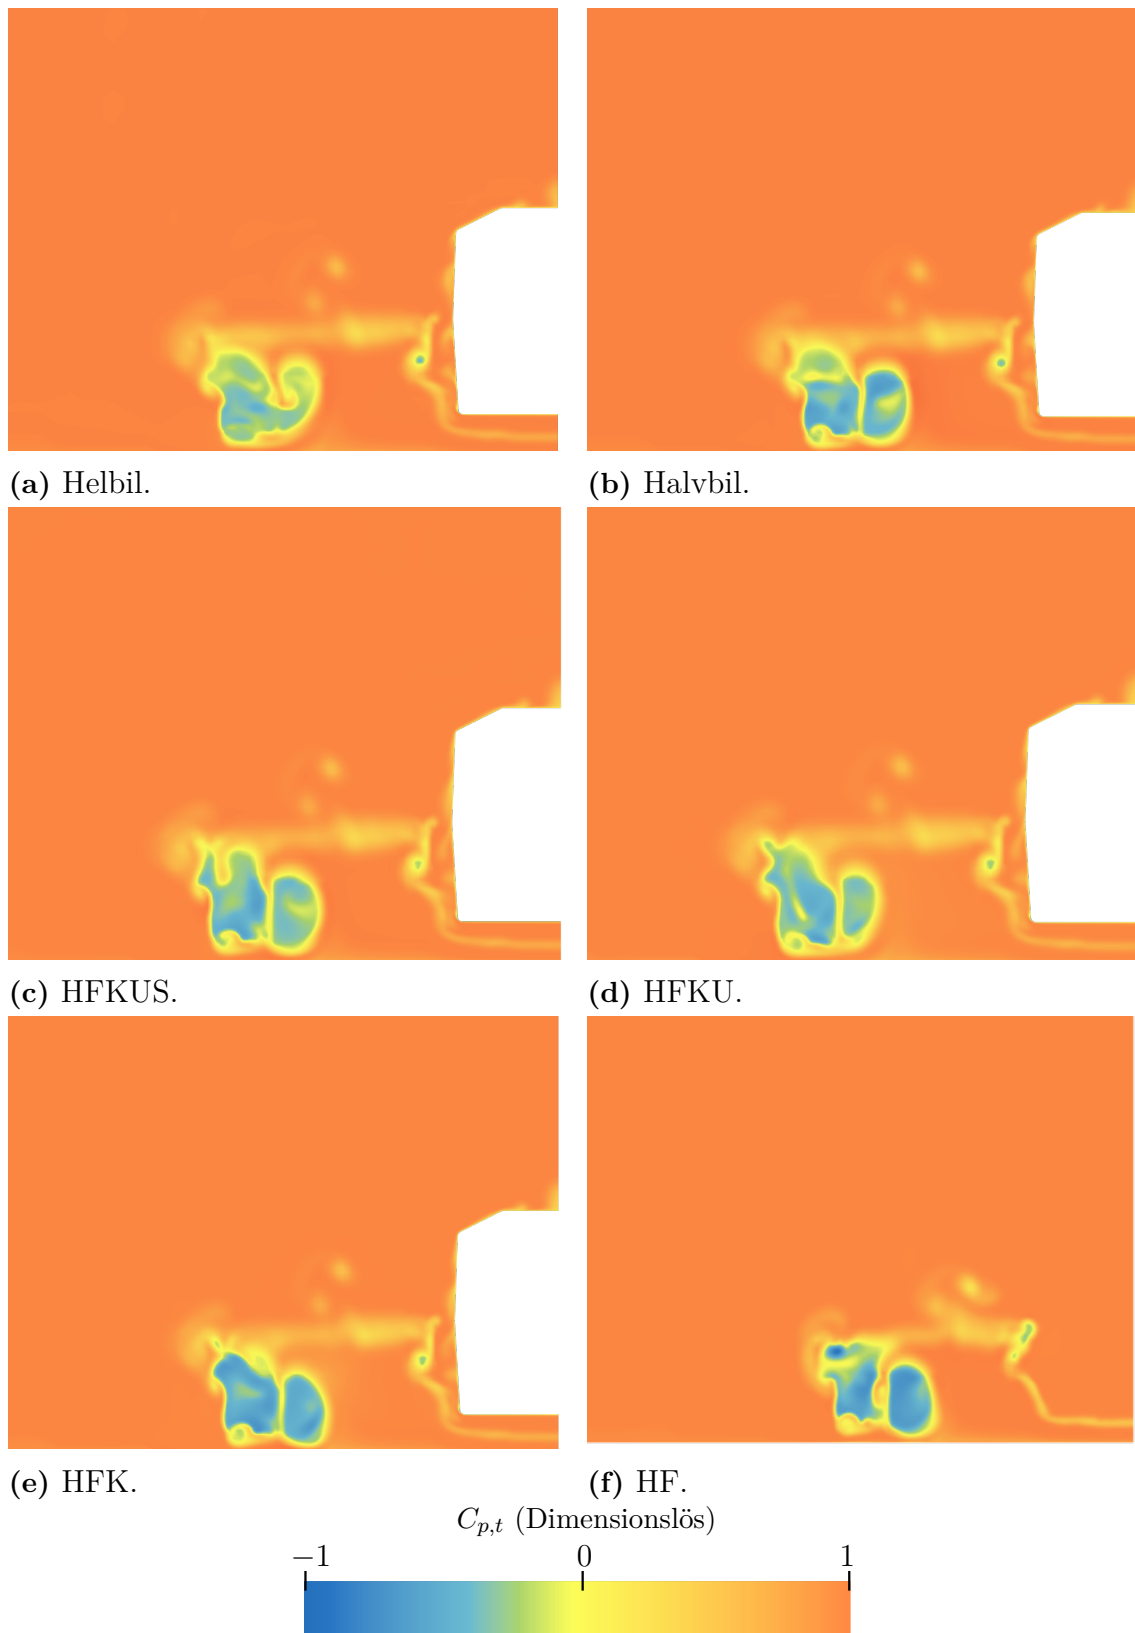 (a) Helbil.
(b) Halvbil.
(c) HFKUS.
(d) HFKU.
(e) HFK.
(f) HF.
C_{p,t} (Dimensionslös)
−1 0 1